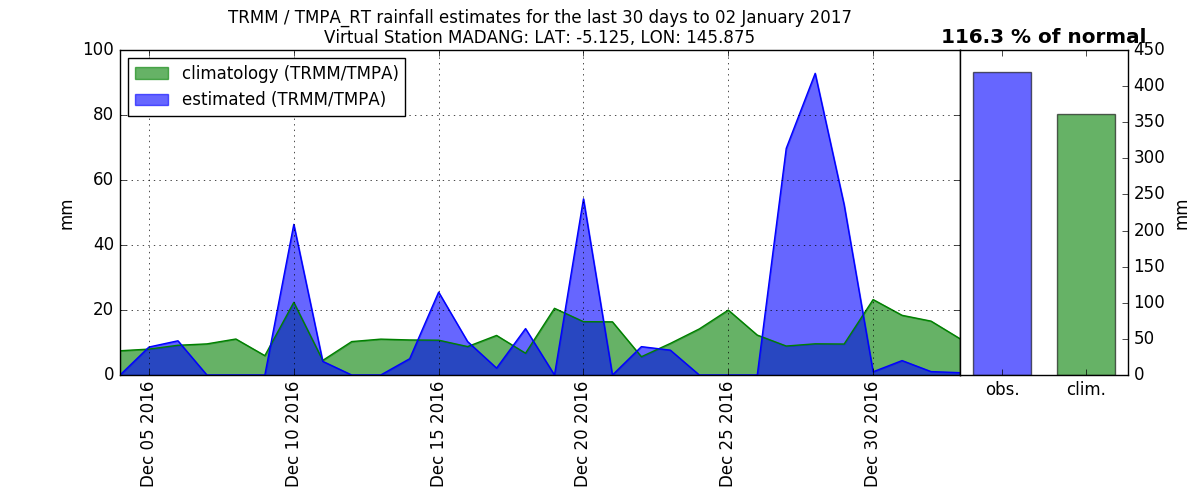 TRMM / TMPA_RT rainfall estimates for the last 30 days to 02 January 2017
Virtual Station MADANG: LAT: -5.125, LON: 145.875
116.3 % of normal
climatology (TRMM/TMPA)
estimated (TRMM/TMPA)
mm
100
80
60
40
20
0
Dec 05 2016
Dec 10 2016
Dec 15 2016
Dec 20 2016
Dec 25 2016
Dec 30 2016
obs.
clim.
450
400
350
300
250
200
150
100
50
0
mm